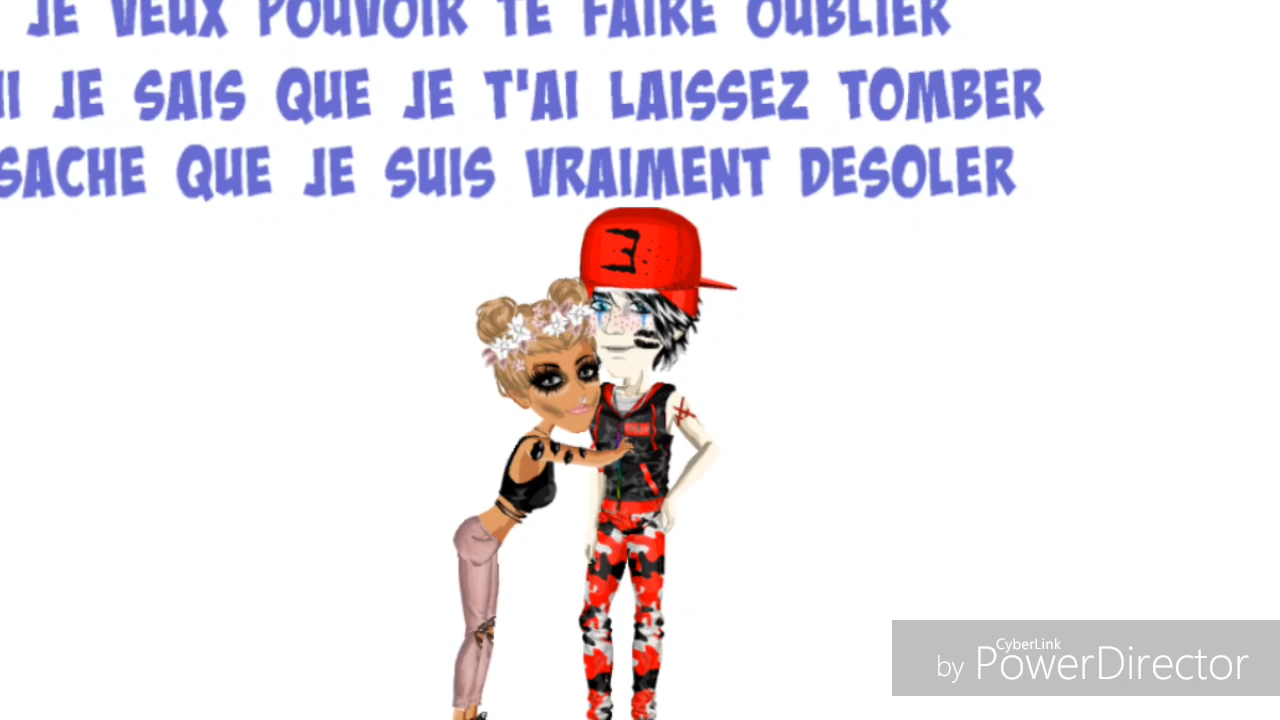 JE VEUX POUVOIR TE FAIRE OUBLIER
JE SAIS QUE JE T'AI LAISSEZ TOMBER
SACHE QUE JE SUIS VRAIMENT DESOLER
3
CyberLink
by PowerDirector